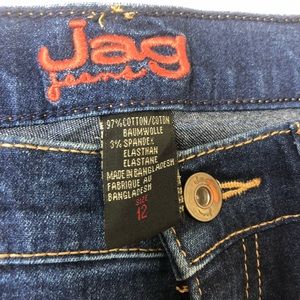 Jag
jeans
97% COTTON/COTON
BAUMWOLLE
3% SPANDEX
ELASTHAN
ELASTANE
MADE IN BANGLADESH
FABRIQUE AU
BANGLADESH
SIZE
12